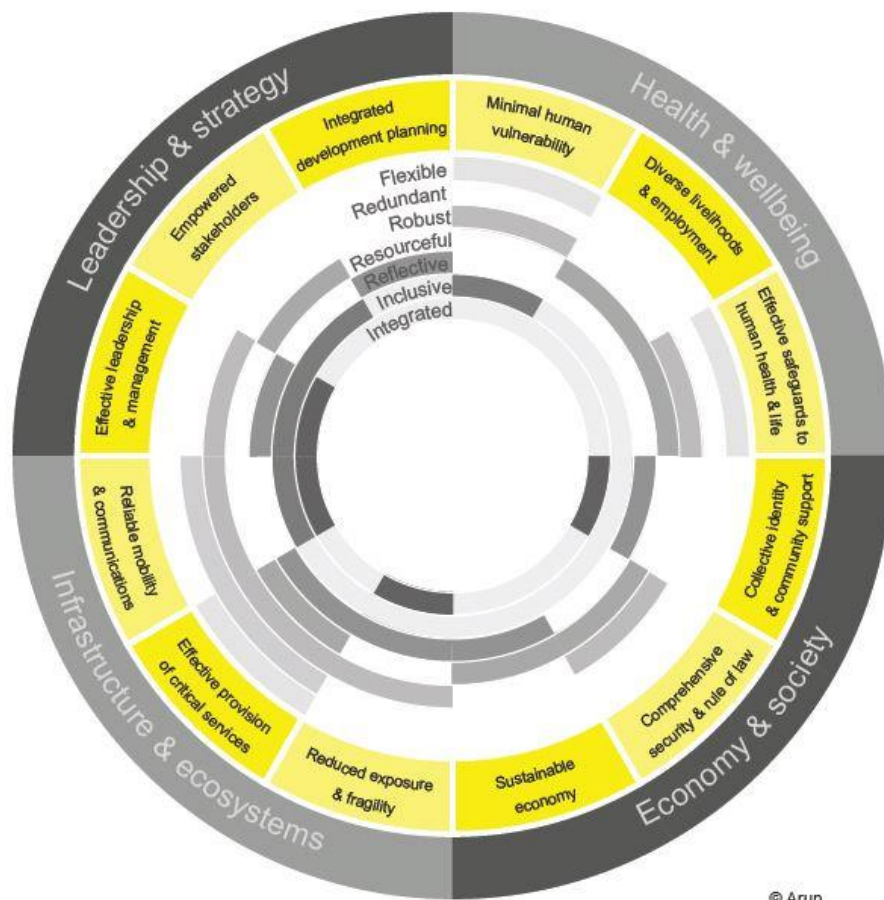 Leadership & strategy
Health & wellbeing
Economy & society
Infrastructure & ecosystems
Minimal human
vulnerability
Diverse livelihoods
& employment
Effective safeguards to
human health & life
Collective identity
& community support
Comprehensive
security & rule of law
Sustainable
economy
Reduced exposure
& fragility
Effective provision
of critical services
Reliable mobility
& communications
Effective leadership
& management
Empowered
stakeholders
Integrated
development planning
Flexible
Redundant
Robust
Resourceful
Reflective
Inclusive
Integrated
© Arup